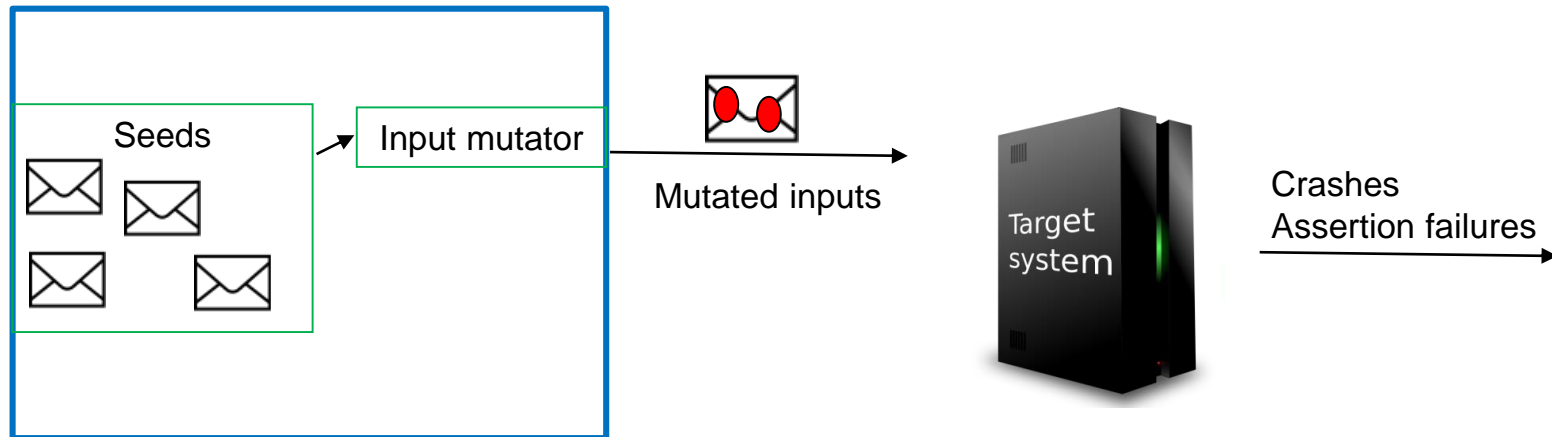 Seeds
Input mutator
Mutated inputs
Target
system
Crashes
Assertion failures